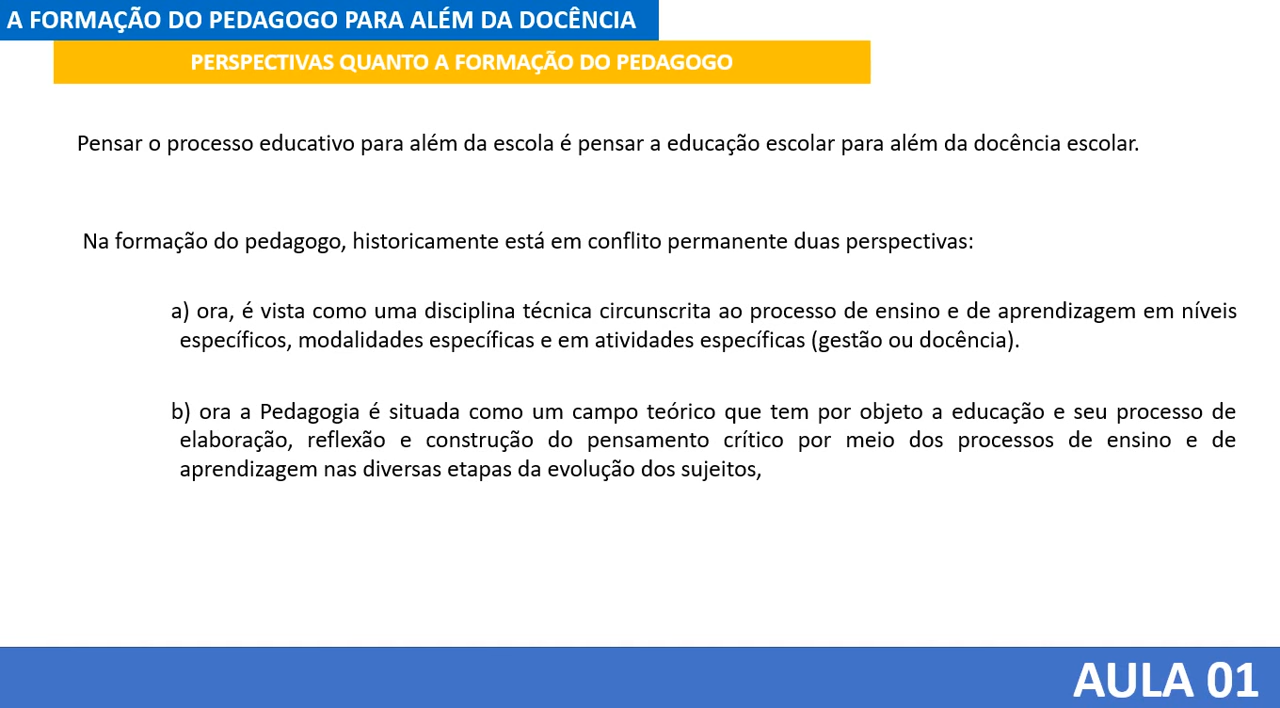 A FORMAÇÃO DO PEDAGOGO PARA ALÉM DA DOCÊNCIA
PERSPECTIVAS QUANTO A FORMAÇÃO DO PEDAGOGO
Pensar o processo educativo para além da escola é pensar a educação escolar para além da docência escolar.
Na formação do pedagogo, historicamente está em conflito permanente duas perspectivas:
a) ora, é vista como uma disciplina técnica circunscrita ao processo de ensino e de aprendizagem em níveis
específicos, modalidades específicas e em atividades específicas (gestão ou docência).
b) ora a Pedagogia é situada como um campo teórico que tem por objeto a educação e seu processo de
elaboração, reflexão e construção do pensamento crítico por meio dos processos de ensino e de
aprendizagem nas diversas etapas da evolução dos sujeitos,
AULA 01